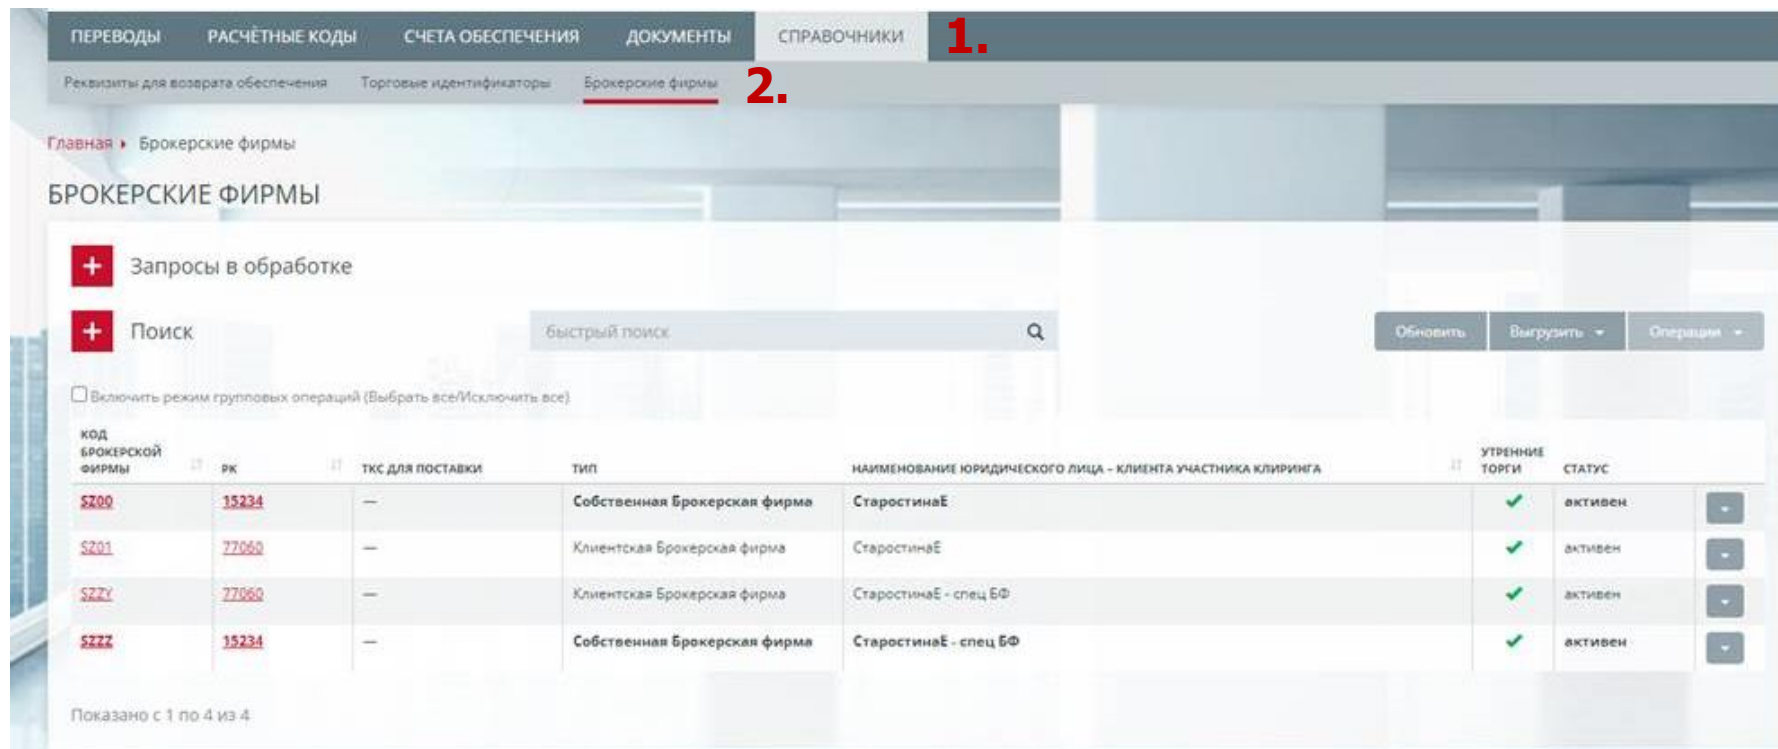 ПЕРЕВОДЫ РАСЧЁТНЫЕ КОДЫ СЧЕТА ОБЕСПЕЧЕНИЯ ДОКУМЕНТЫ СПРАВОЧНИКИ 1.
Реквизиты для возврата обеспечения Торговые идентификаторы Брокерские фирмы 2.
Главная Брокерские фирмы
БРОКЕРСКИЕ ФИРМЫ
+ Запросы в обработке
+ Поиск быстрый поиск Обновить Выгрузить Операции
Включить режим групповых операций (Выбрать все/Исключить все)
КОД БРОКЕРСКОЙ ФИРМЫ РК ТКС ДЛЯ ПОСТАВКИ ТИП НАИМЕНОВАНИЕ ЮРИДИЧЕСКОГО ЛИЦА – КЛИЕНТА УЧАСТНИКА КЛИРИНГА УТРЕННИЕ ТОРГИ СТАТУС
SZ00 15234 — Собственная Брокерская фирма СтаростинаЕ активен
SZ01 77060 — Клиентская Брокерская фирма СтаростинаЕ активен
SZZY 77060 — Клиентская Брокерская фирма СтаростинаЕ - спец БФ активен
SZZZ 15234 — Собственная Брокерская фирма СтаростинаЕ - спец БФ активен
Показано с 1 по 4 из 4